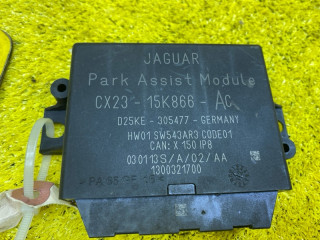 JAGUAR
Park Assist Module
CX23 - 15K866 - AC
D25KE - 305477 - GERMANY
HW01 SW543AR3 CODE01
CAN: X 150 IP8
030113S/A/02/AA
1300321700